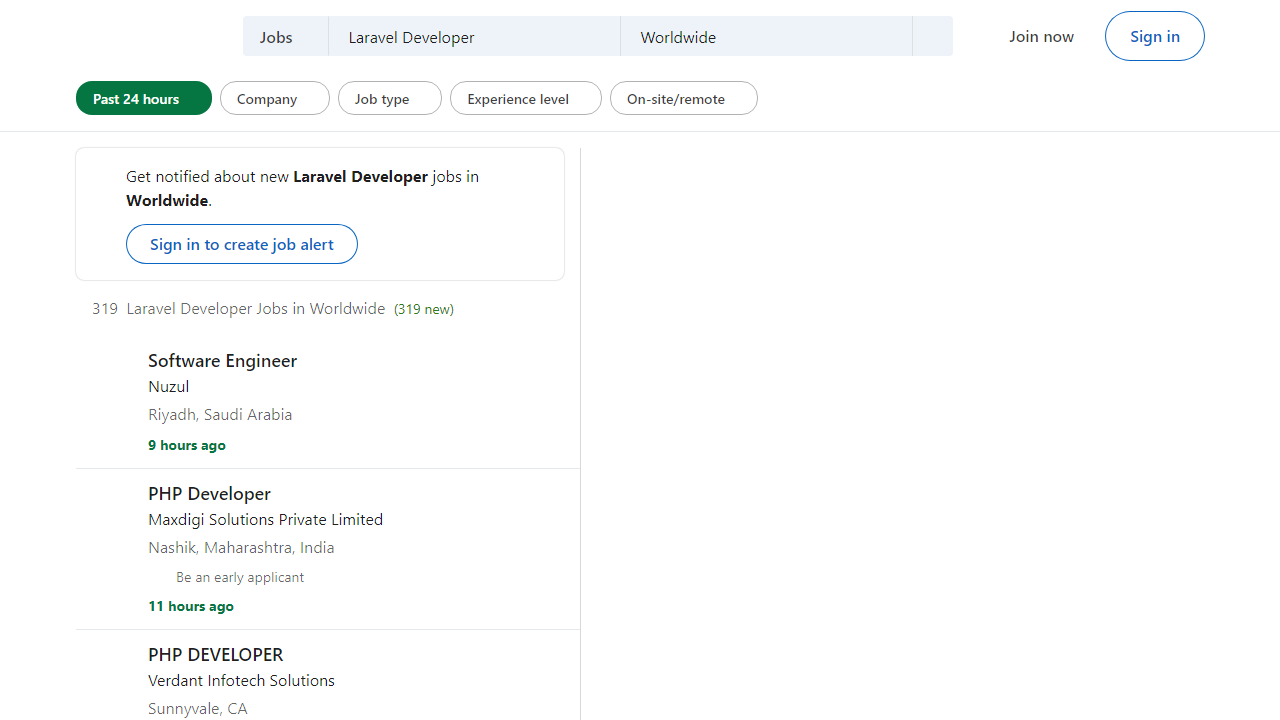 Jobs Laravel Developer Worldwide Join now Sign in
Past 24 hours Company Job type Experience level On-site/remote
Get notified about new Laravel Developer jobs in
Worldwide.
Sign in to create job alert
319 Laravel Developer Jobs in Worldwide (319 new)
Software Engineer
Nuzul
Riyadh, Saudi Arabia
9 hours ago
PHP Developer
Maxdigi Solutions Private Limited
Nashik, Maharashtra, India
Be an early applicant
11 hours ago
PHP DEVELOPER
Verdant Infotech Solutions
Sunnyvale, CA